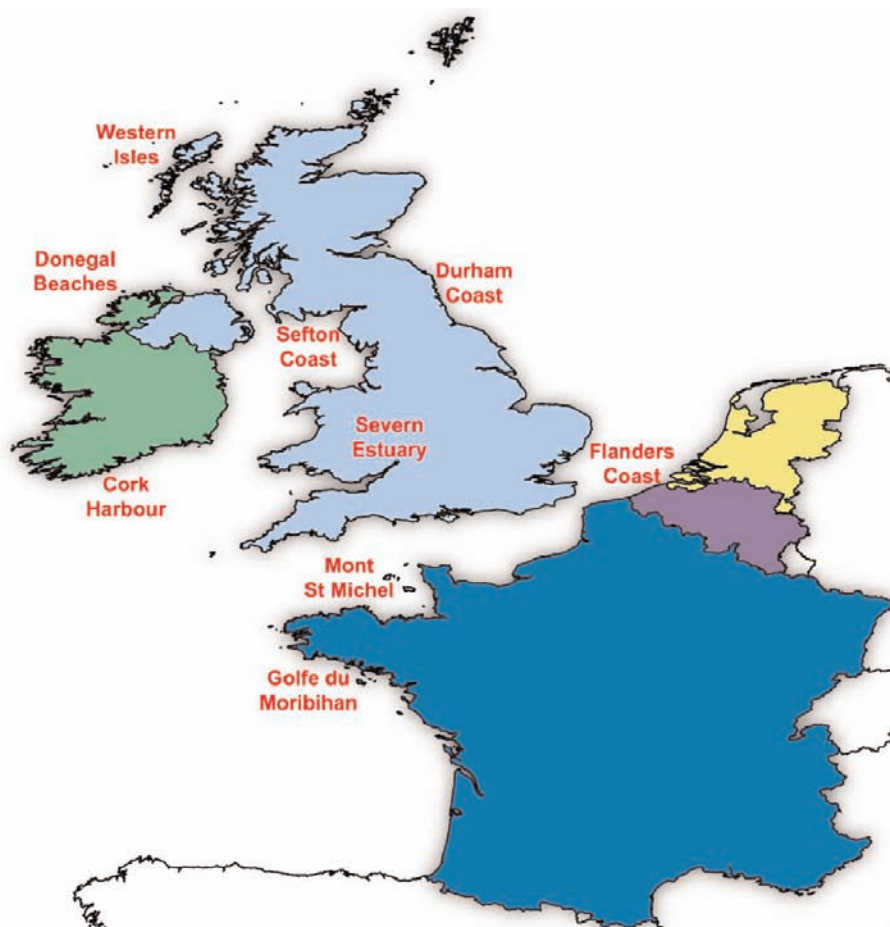 Western
Isles
Donegal
Beaches
Durham
Coast
Sefton
Coast
Severn
Estuary
Flanders
Coast
Cork
Harbour
Mont
St Michel
Golfe du
Moribihan